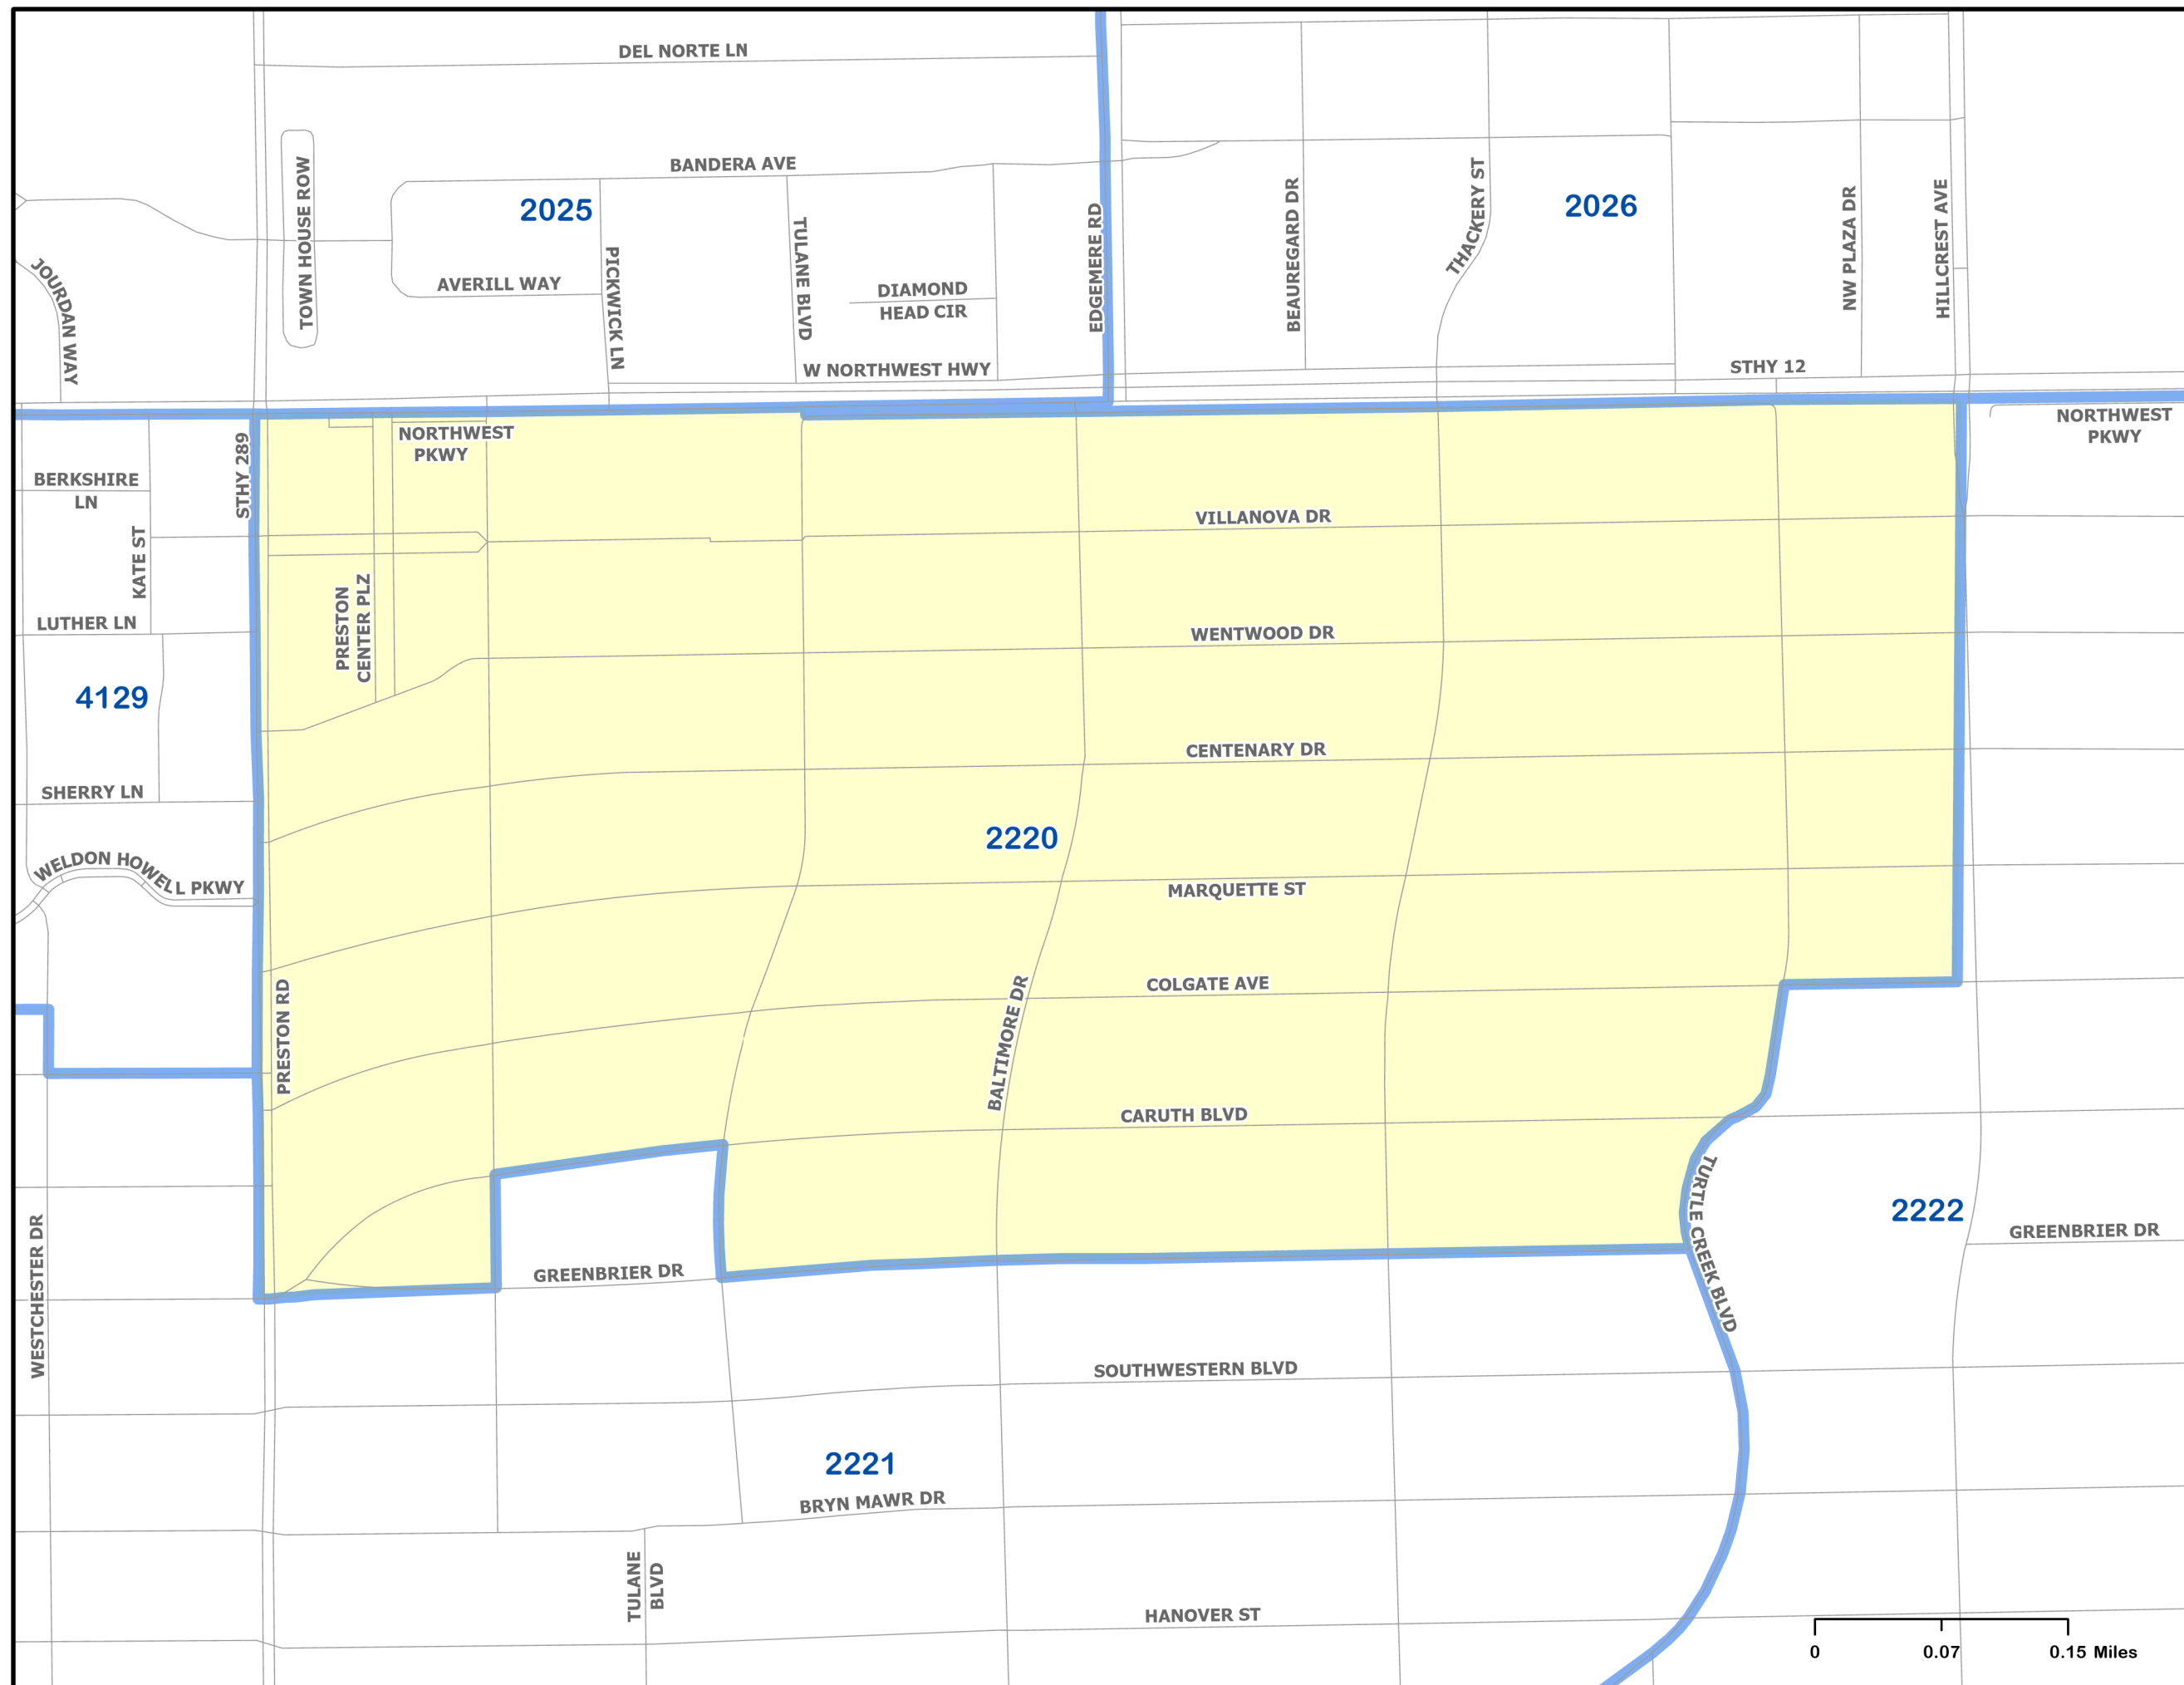 DEL NORTE LN
BANDERA AVE
TOWN HOUSE ROW
2025
2026
THACKERY ST
BEAUREGARD DR
NW PLAZA DR
HILLCREST AVE
EDGEMERE RD
TULANE BLVD
PICKWICK LN
JOURDAN WAY
AVERILL WAY
DIAMOND
HEAD CIR
W NORTHWEST HWY
STHY 12
NORTHWEST
PKWY
NORTHWEST
PKWY
STHY 289
BERKSHIRE
LN
KATE ST
VILLANOVA DR
PRESTON
CENTER PLZ
LUTHER LN
WENTWOOD DR
4129
CENTENARY DR
SHERRY LN
2220
WELDON HOWELL PKWY
MARQUETTE ST
PRESTON RD
COLGATE AVE
BALTIMORE DR
CARUTH BLVD
TURTLE CREEK BLVD
2222
GREENBRIER DR
WESTCHESTER DR
GREENBRIER DR
SOUTHWESTERN BLVD
2221
BRYN MAWR DR
TULANE
BLVD
HANOVER ST
0 0.07 0.15 Miles